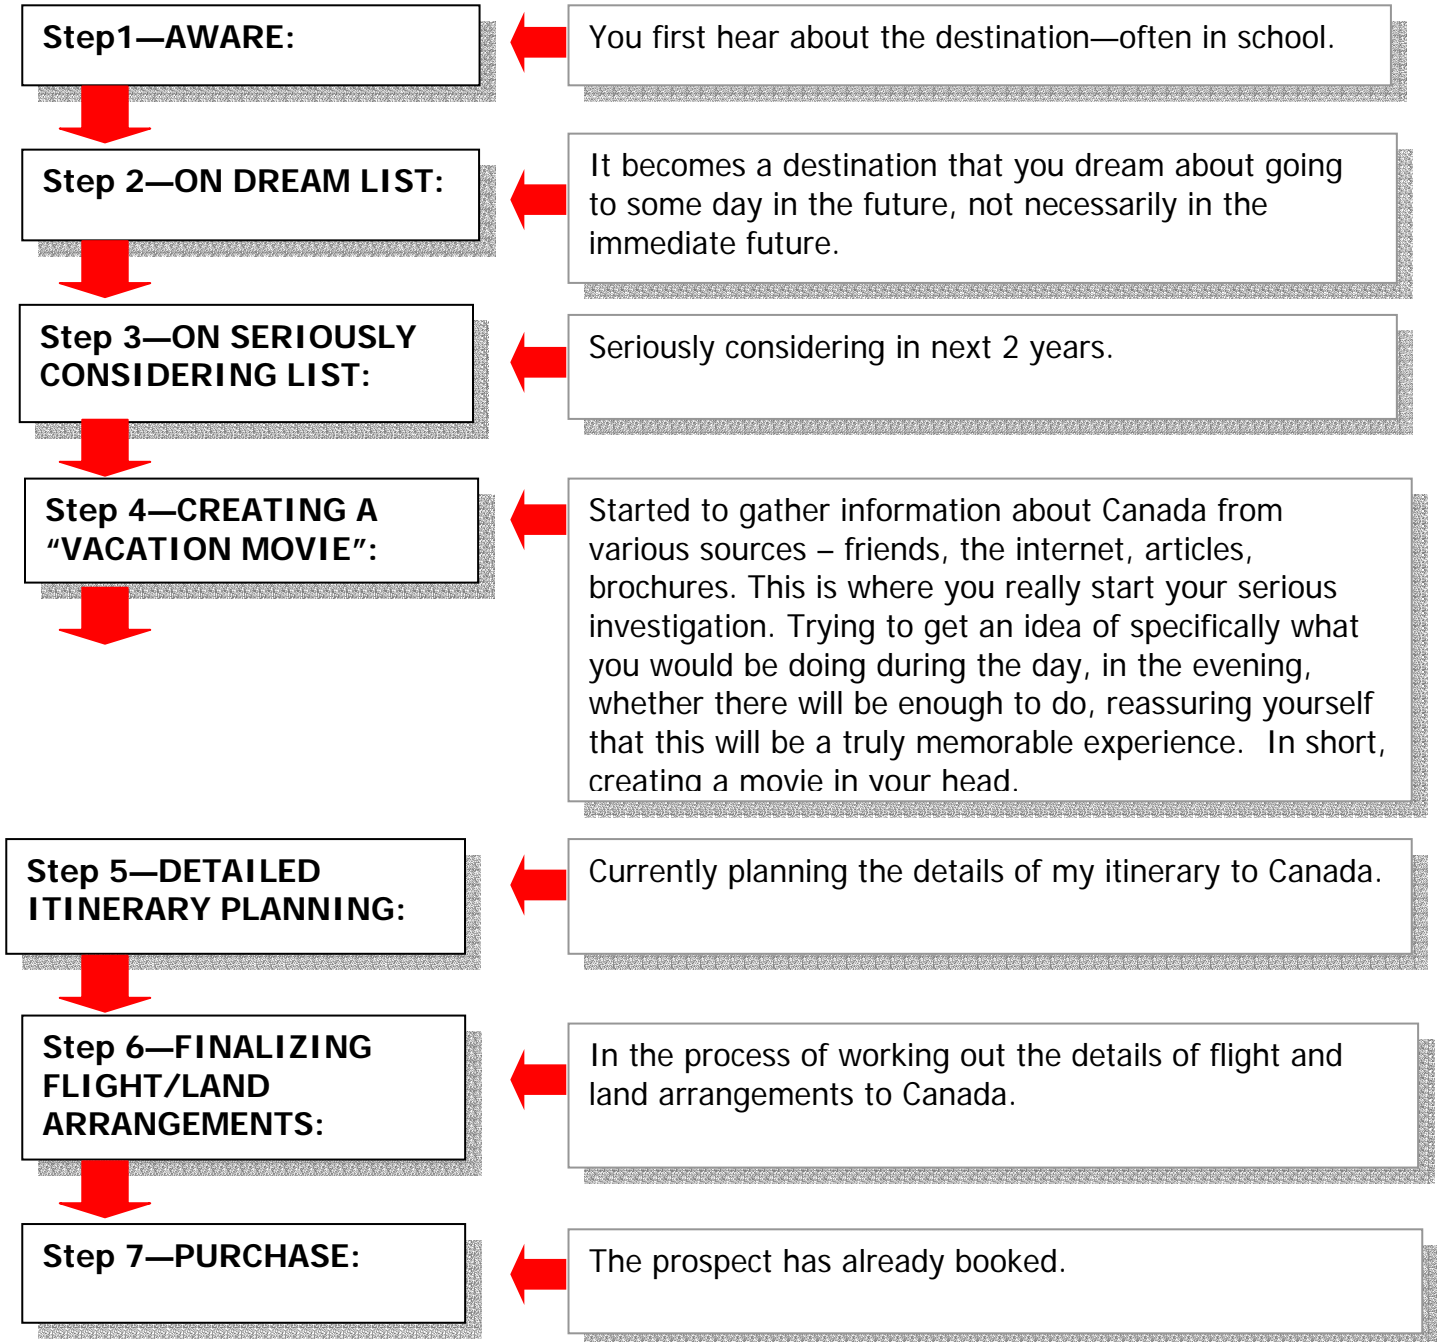 Step1—AWARE:
You first hear about the destination—often in school.
Step 2—ON DREAM LIST:
It becomes a destination that you dream about going
to some day in the future, not necessarily in the
immediate future.
Step 3—ON SERIOUSLY
CONSIDERING LIST:
Seriously considering in next 2 years.
Step 4—CREATING A
“VACATION MOVIE”:
Started to gather information about Canada from
various sources – friends, the internet, articles,
brochures. This is where you really start your serious
investigation. Trying to get an idea of specifically what
you would be doing during the day, in the evening,
whether there will be enough to do, reassuring yourself
that this will be a truly memorable experience.  In short,
creating a movie in your head.
Step 5—DETAILED
ITINERARY PLANNING:
Currently planning the details of my itinerary to Canada.
Step 6—FINALIZING
FLIGHT/LAND
ARRANGEMENTS:
In the process of working out the details of flight and
land arrangements to Canada.
Step 7—PURCHASE:
The prospect has already booked.